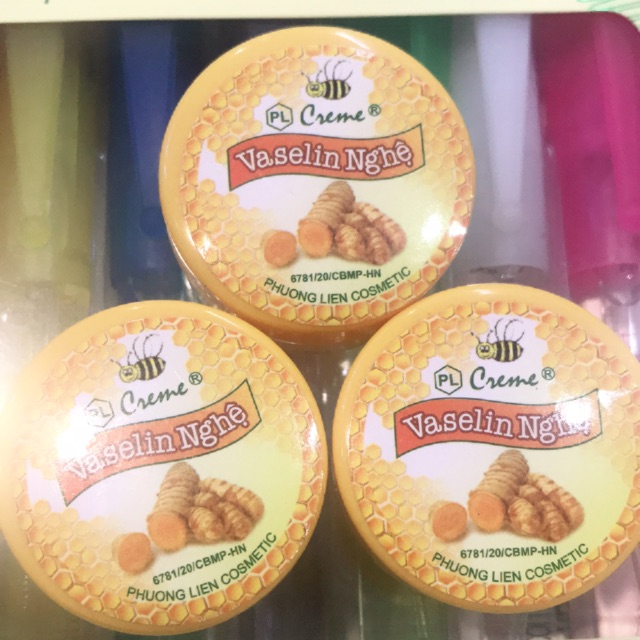 PL Creme®
Vaselin Nghệ
6781/20/CBMP-HN
PHUONG LIEN COSMETIC
PL Creme®
Vaselin Nghệ
6781/20/CBMP-HN
PHUONG LIEN COSMETIC
PL Creme®
Vaselin Nghệ
6781/20/CBMP-HN
PHUONG LIEN COSMETIC